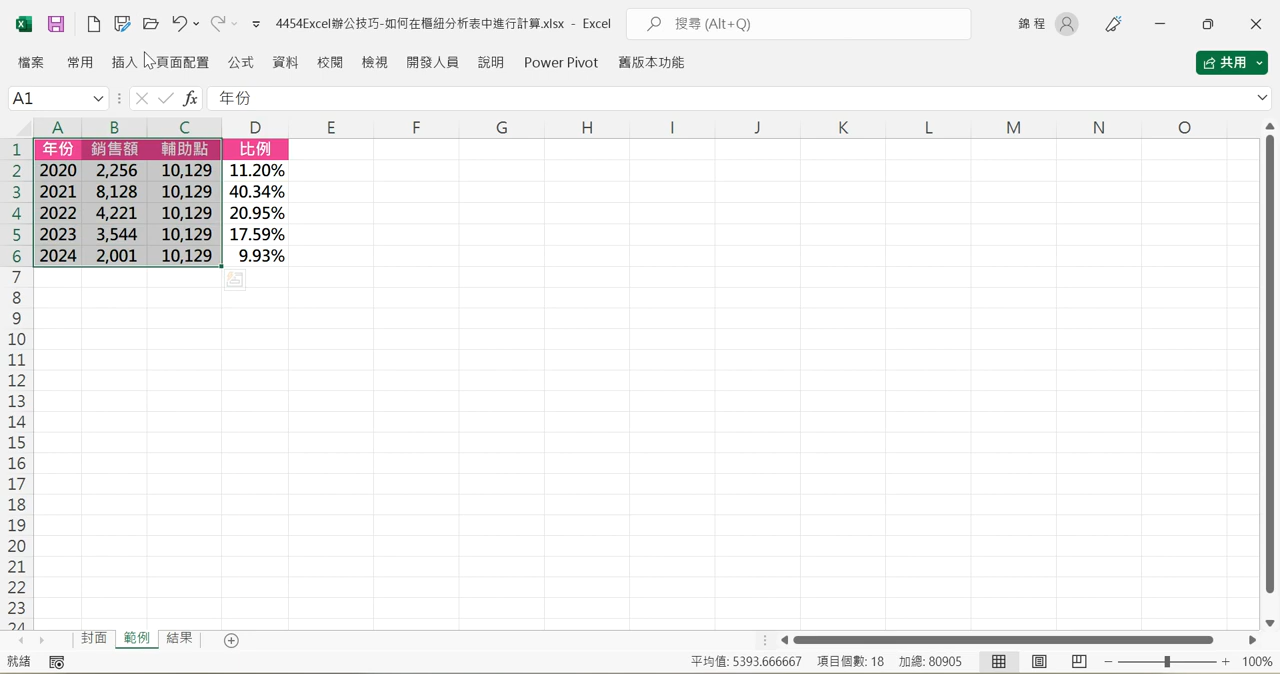 4454Excel辦公技巧-如何在樞紐分析表中進行計算.xlsx - Excel
搜尋 (Alt+Q)
錦 程
檔案 常用 插入 頁面配置 公式 資料 校閱 檢視 開發人員 說明 Power Pivot 舊版本功能
共用
A1 fx 年份
A B C D E F G H I J K L M N O
1 年份 銷售額 輔助點 比例
2 2020 2,256 10,129 11.20%
3 2021 8,128 10,129 40.34%
4 2022 4,221 10,129 20.95%
5 2023 3,544 10,129 17.59%
6 2024 2,001 10,129 9.93%
7
8
9
10
11
12
13
14
15
16
17
18
19
20
21
22
23
24
封面 範例 結果
就緒 平均值: 5393.666667 項目個數: 18 加總: 80905 100%